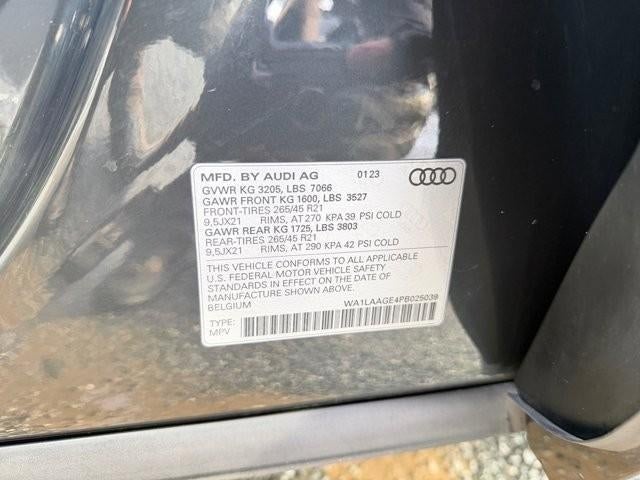 MFD. BY AUDI AG 01 23
GVWR KG 3205, LBS 7066
GAWR FRONT KG 1600, LBS 3527
FRONT-TIRES 265/45 R21
9,5JX21 RIMS, AT 270 KPA 39 PSI COLD
GAWR REAR KG 1725, LBS 3803
REAR-TIRES 265/45 R21
9,5JX21 RIMS, AT 290 KPA 42 PSI COLD
THIS VEHICLE CONFORMS TO ALL APPLICABLE
U.S. FEDERAL MOTOR VEHICLE SAFETY
STANDARDS IN EFFECT ON THE DATE OF
MANUFACTURE SHOWN ABOVE.
BELGIUM WA1LAAGE4PB025039
TYPE:
MPV